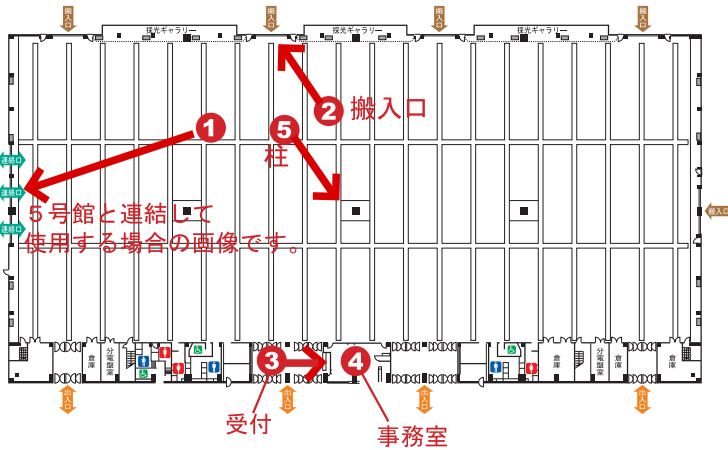 搬入口
搬入口
搬入口
搬入口
採光ギャラリー
採光ギャラリー
採光ギャラリー
2 搬入口
1
5
柱
連結口
連結口
連結口
搬入口
5号館と連結して
使用する場合の画像です。
倉庫
分電盤室
倉庫
分電盤室
倉庫
倉庫
3
4
出入口
出入口
出入口
出入口
受付
事務室